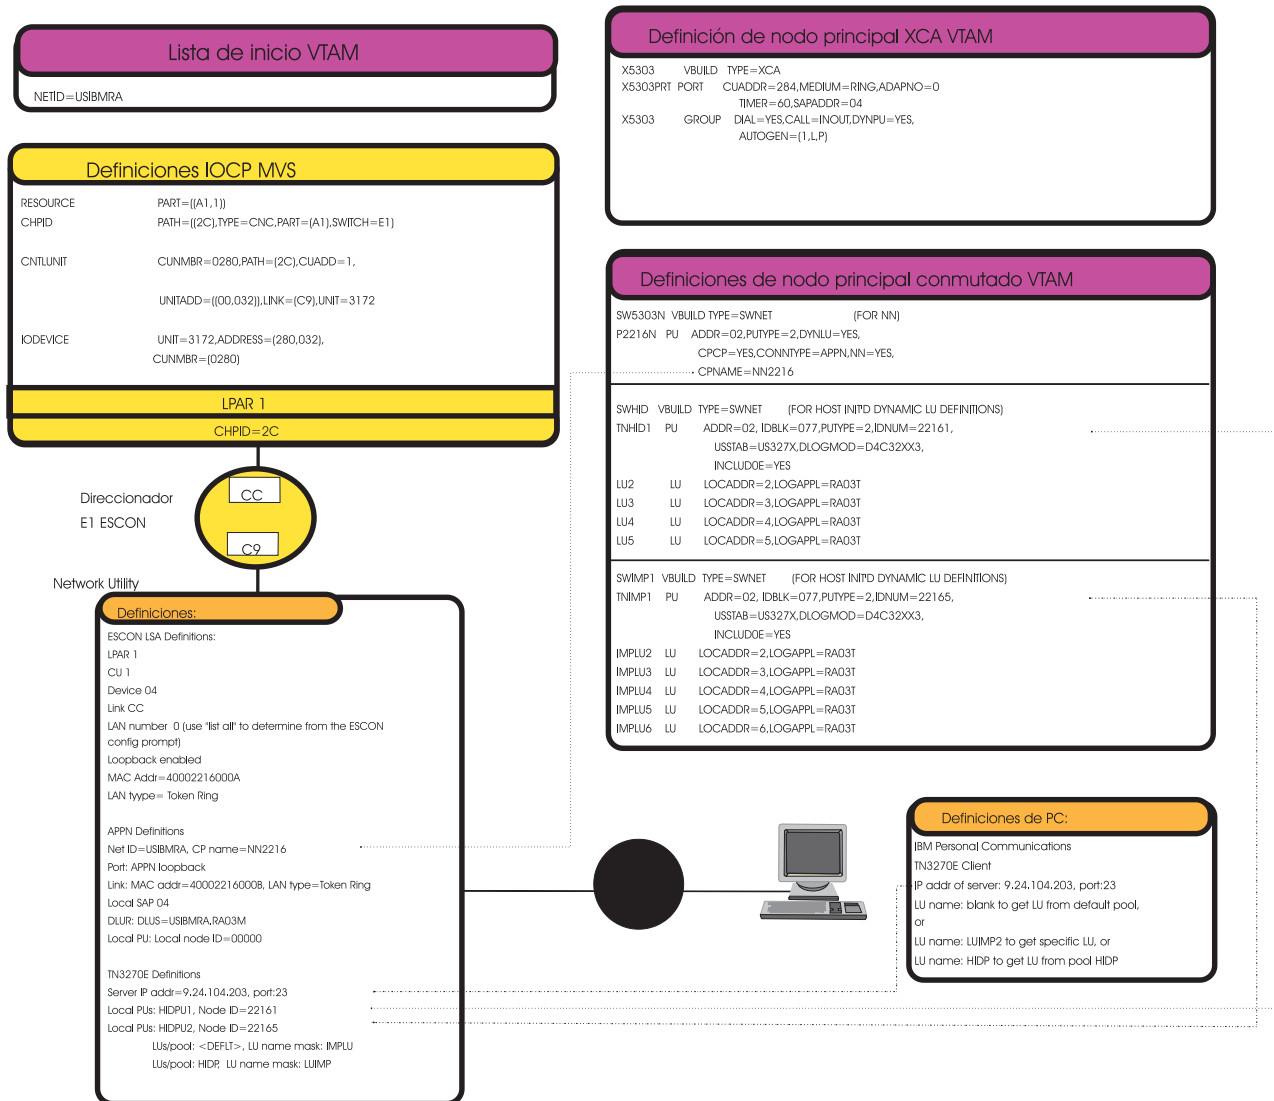 Lista de inicio VTAM
NETID=USIBMRA
Definiciones IOCP MVS
RESOURCE PART=((A1,1))
CHPID PATH=((2C),TYPE=CNC,PART=(A1),SWITCH=E1)
CNTLUNIT CUNMBR=0280,PATH=(2C),CUADD=1,
UNITADD=((00,032)),LINK=(C9),UNIT=3172
IODEVICE UNIT=3172,ADDRESS=(280,032),
CUNMBR=(0280)
LPAR 1
CHPID=2C
CC
Direccionador
E1 ESCON
C9
Network Utility
Definiciones:
ESCON LSA Definitions:
LPAR 1
CU 1
Device 04
Link CC
LAN number 0 (use "list all" to determine from the ESCON
config prompt)
Loopback enabled
MAC Addr=40002216000A
LAN tyype= Token Ring
APPN Definitions
Net ID=USIBMRA, CP name=NN2216
Port: APPN loopback
Link: MAC addr=40002216000B, LAN type=Token Ring
Local SAP 04
DLUR: DLUS=USIBMRA,RA03M
Local PU: Local node ID=00000
TN3270E Definitions
Server IP addr=9.24.104.203, port:23
Local PUs: HIDPU1, Node ID=22161
Local PUs: HIDPU2, Node ID=22165
LUs/pool: <DEFLT>, LU name mask: IMPLU
LUs/pool: HIDP, LU name mask: LUIMP
Definición de nodo principal XCA VTAM
X5303 VBUILD TYPE=XCA
X5303PRT PORT CUADDR=284,MEDIUM=RING,ADAPNO=0
TIMER=60,SAPADDR=04
X5303 GROUP DIAL=YES,CALL=INOUT,DYNPU=YES,
AUTOGEN=(1,L,P)
Definiciones de nodo principal conmutado VTAM
SW5303N VBUILD TYPE=SWNET (FOR NN)
P2216N PU ADDR=02,PUTYPE=2,DYNLU=YES,
CPCP=YES,CONNTYPE=APPN,NN=YES,
CPNAME=NN2216
SWHID VBUILD TYPE=SWNET (FOR HOST INIT'D DYNAMIC LU DEFINITIONS)
TNHID1 PU ADDR=02, IDBLK=077,PUTYPE=2,IDNUM=22161,
USSTAB=US327X,DLOGMOD=D4C32XX3,
INCLUD0E=YES
LU2 LU LOCADDR=2,LOGAPPL=RA03T
LU3 LU LOCADDR=3,LOGAPPL=RA03T
LU4 LU LOCADDR=4,LOGAPPL=RA03T
LU5 LU LOCADDR=5,LOGAPPL=RA03T
SWIMP1 VBUILD TYPE=SWNET (FOR HOST INIT'D DYNAMIC LU DEFINITIONS)
TNIMP1 PU ADDR=02, IDBLK=077,PUTYPE=2,IDNUM=22165,
USSTAB=US327X,DLOGMOD=D4C32XX3,
INCLUD0E=YES
IMPLU2 LU LOCADDR=2,LOGAPPL=RA03T
IMPLU3 LU LOCADDR=3,LOGAPPL=RA03T
IMPLU4 LU LOCADDR=4,LOGAPPL=RA03T
IMPLU5 LU LOCADDR=5,LOGAPPL=RA03T
IMPLU6 LU LOCADDR=6,LOGAPPL=RA03T
Definiciones de PC:
IBM Personal Communications
TN3270E Client
IP addr of server: 9.24.104.203, port:23
LU name: blank to get LU from default pool,
or
LU name: LUIMP2 to get specific LU, or
LU name: HIDP to get LU from pool HIDP